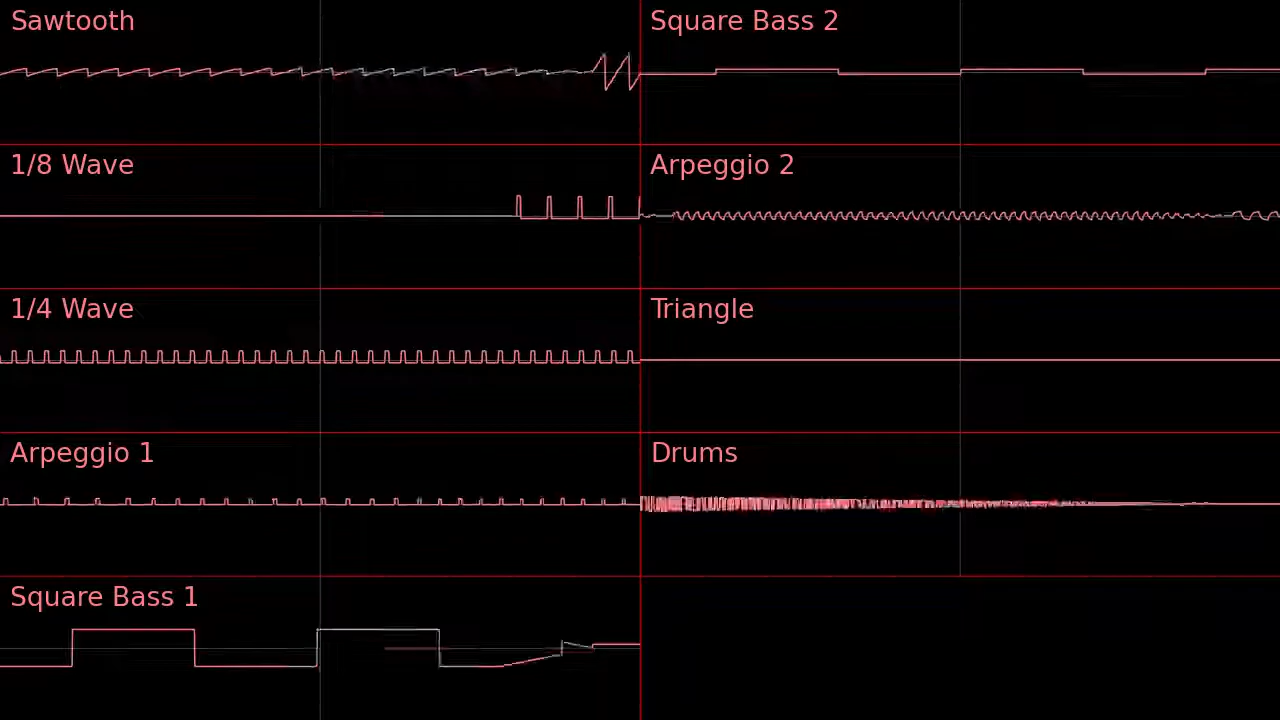 Sawtooth
Square Bass 2
1/8 Wave
Arpeggio 2
1/4 Wave
Triangle
Arpeggio 1
Drums
Square Bass 1